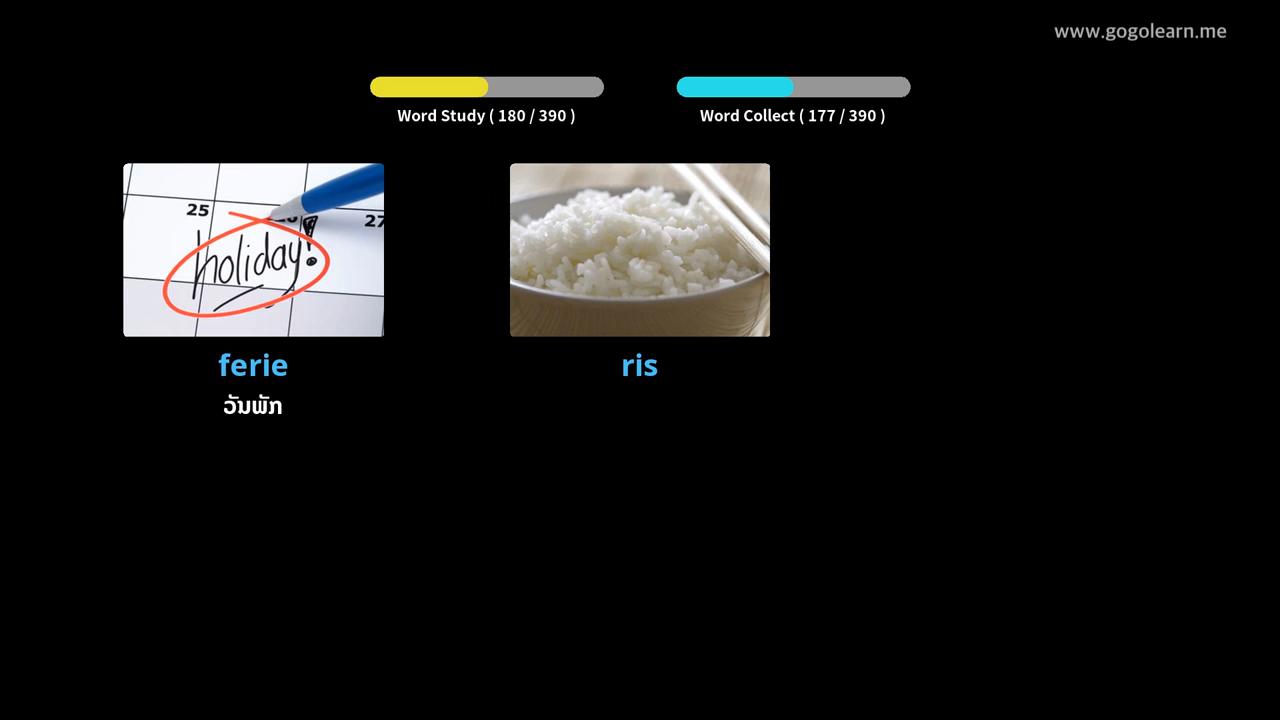 www.gogolearn.me
Word Study ( 180 / 390 )
Word Collect ( 177 / 390 )
25
27
holiday!
ferie
ris
ວັນພັກ